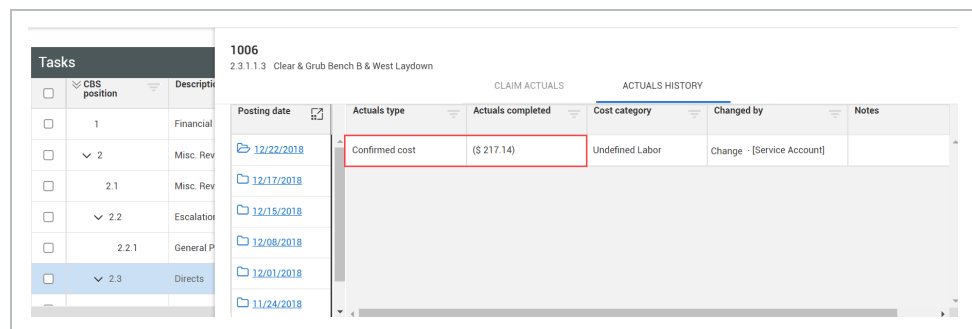 Tasks
CBS position
Description
1
Financial
2
Misc. Rev
2.1
Misc. Rev
2.2
Escalation
2.2.1
General P
2.3
Directs
1006
2.3.1.1.3 Clear & Grub Bench B & West Laydown
CLAIM ACTUALS
ACTUALS HISTORY
Posting date
Actuals type
Actuals completed
Cost category
Changed by
Notes
12/22/2018
Confirmed cost
($ 217.14)
Undefined Labor
Change - [Service Account]
12/17/2018
12/15/2018
12/08/2018
12/01/2018
11/24/2018